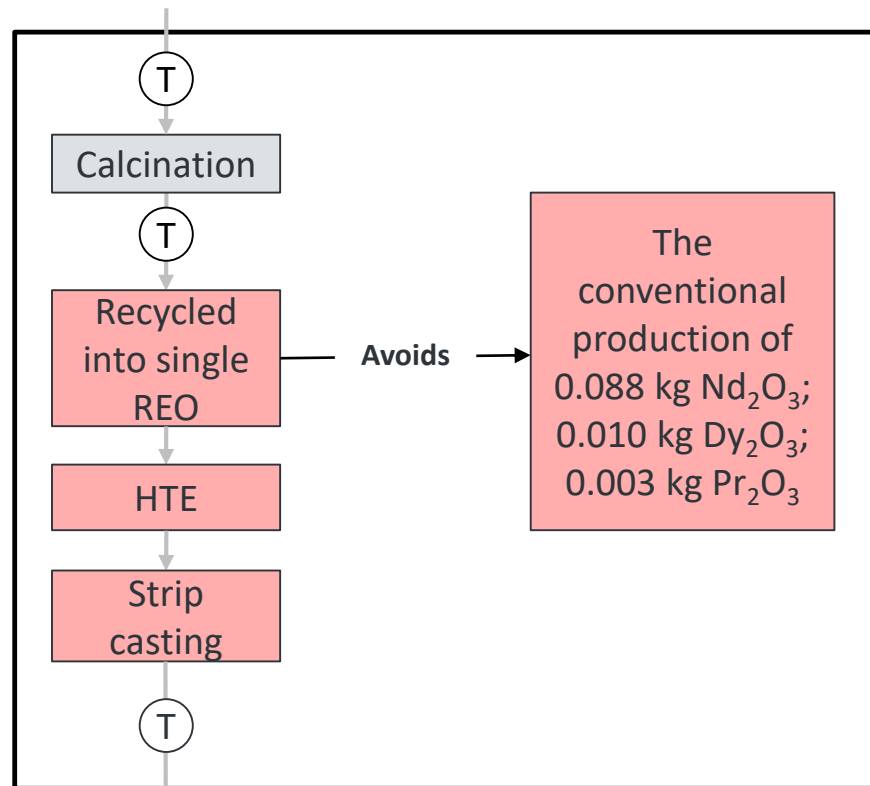 T
Calcination
T
Recycled
into single
REO
Avoids
The
conventional
production of
0.088 kg Nd₂O₃;
0.010 kg Dy₂O₃;
0.003 kg Pr₂O₃
HTE
Strip
casting
T